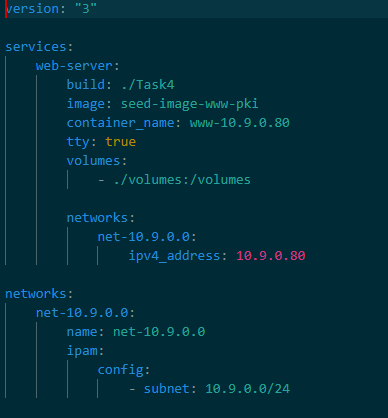 version: "3"
services:
web-server:
build: ./Task4
image: seed-image-www-pki
container_name: www-10.9.0.80
tty: true
volumes:
- ./volumes:/volumes
networks:
net-10.9.0.0:
ipv4_address: 10.9.0.80
networks:
net-10.9.0.0:
name: net-10.9.0.0
ipam:
config:
- subnet: 10.9.0.0/24